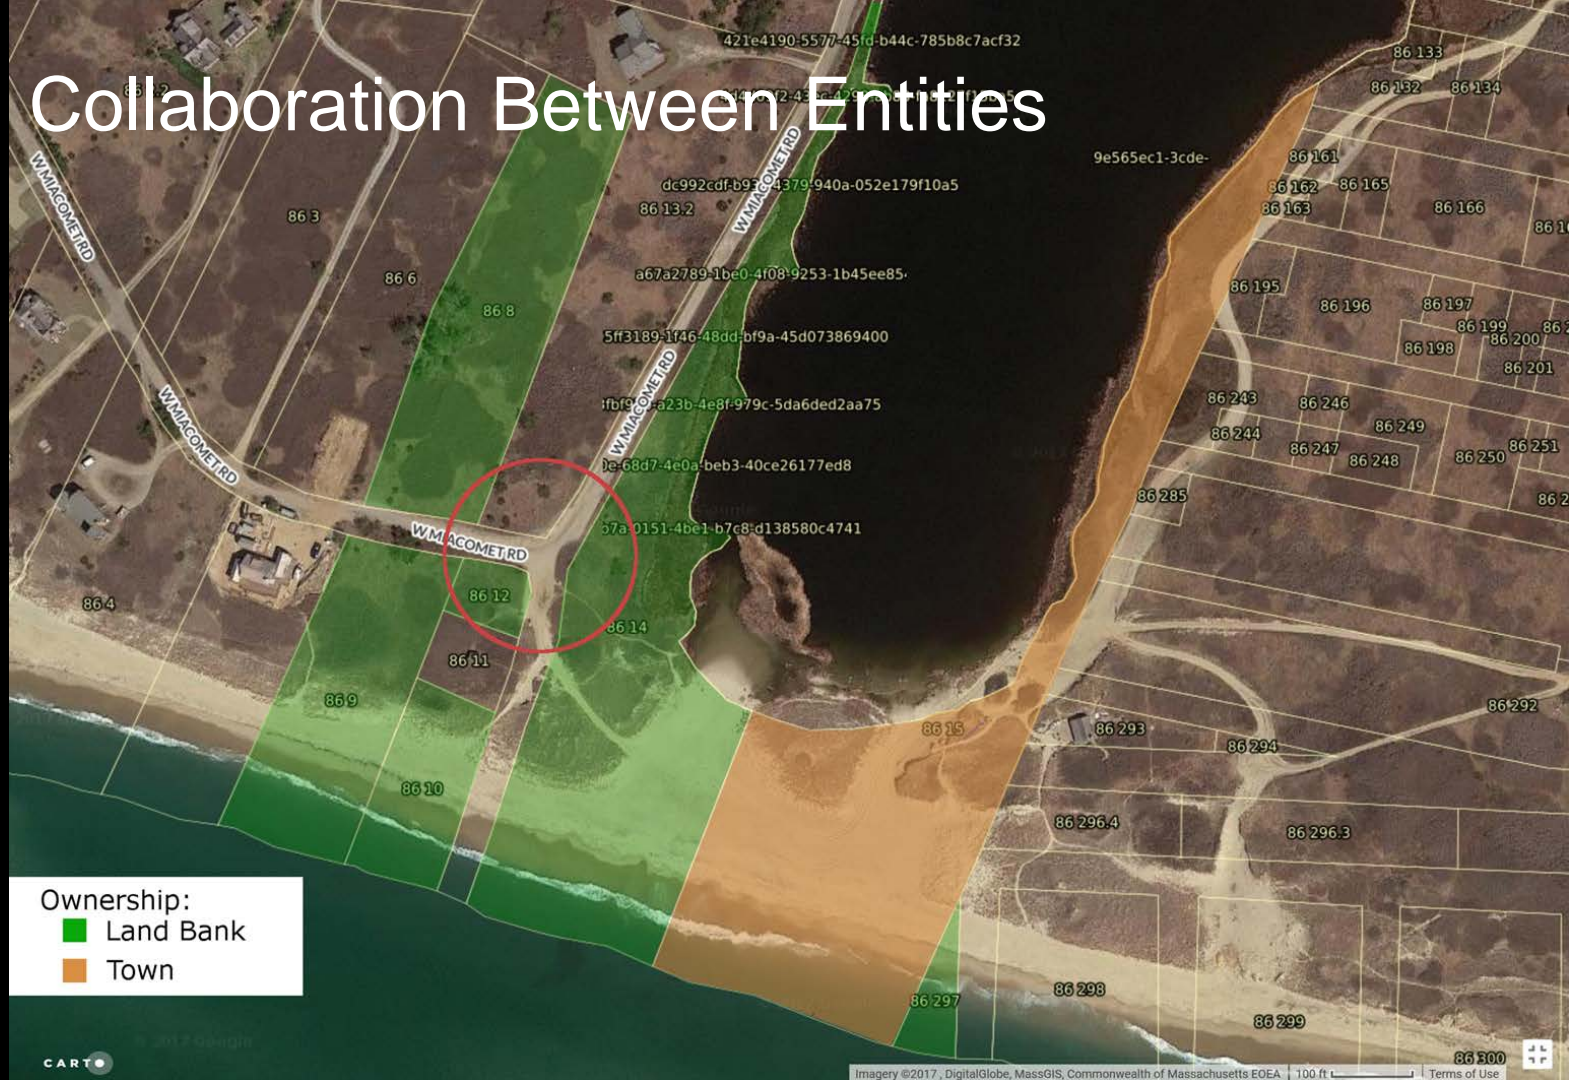 Collaboration Between Entities
421e4190-5577-45fd-b44c-785b8c7acf32
86 133
86 132
86 134
9e565ec1-3cde-
86 161
W MIACOMET RD
W MIACOMET RD
dc992cdf-b93
4379-940a-052e179f10a5
86 162
86 165
86 3
86 13.2
86 163
86 166
a67a2789-1be0-4f08-9253-1b45ee85
86 6
86 195
86 8
86 196
86 197
5ff3189-1f46-48dd-bf9a-45d073869400
86 199
86 200
86 198
86 201
W MIACOMET RD
W MIACOMET RD
a23b-4e8f-979c-5da6ded2aa75
86 243
86 246
86 244
86 249
86 247
86 251
e-68d7-4e0a-beb3-40ce26177ed8
86 248
86 250
86 285
W MIACOMET RD
0151-4be1-b7c8-d138580c4741
86 4
86 12
86 14
86 11
86 9
86 292
86 15
86 293
86 294
86 10
86 296.4
86 296.3
Ownership:
Land Bank
Town
86 297
86 298
86 299
86 300
CARTO
Imagery ©2017 , DigitalGlobe, MassGIS, Commonwealth of Massachusetts EOEA
100 ft
Terms of Use